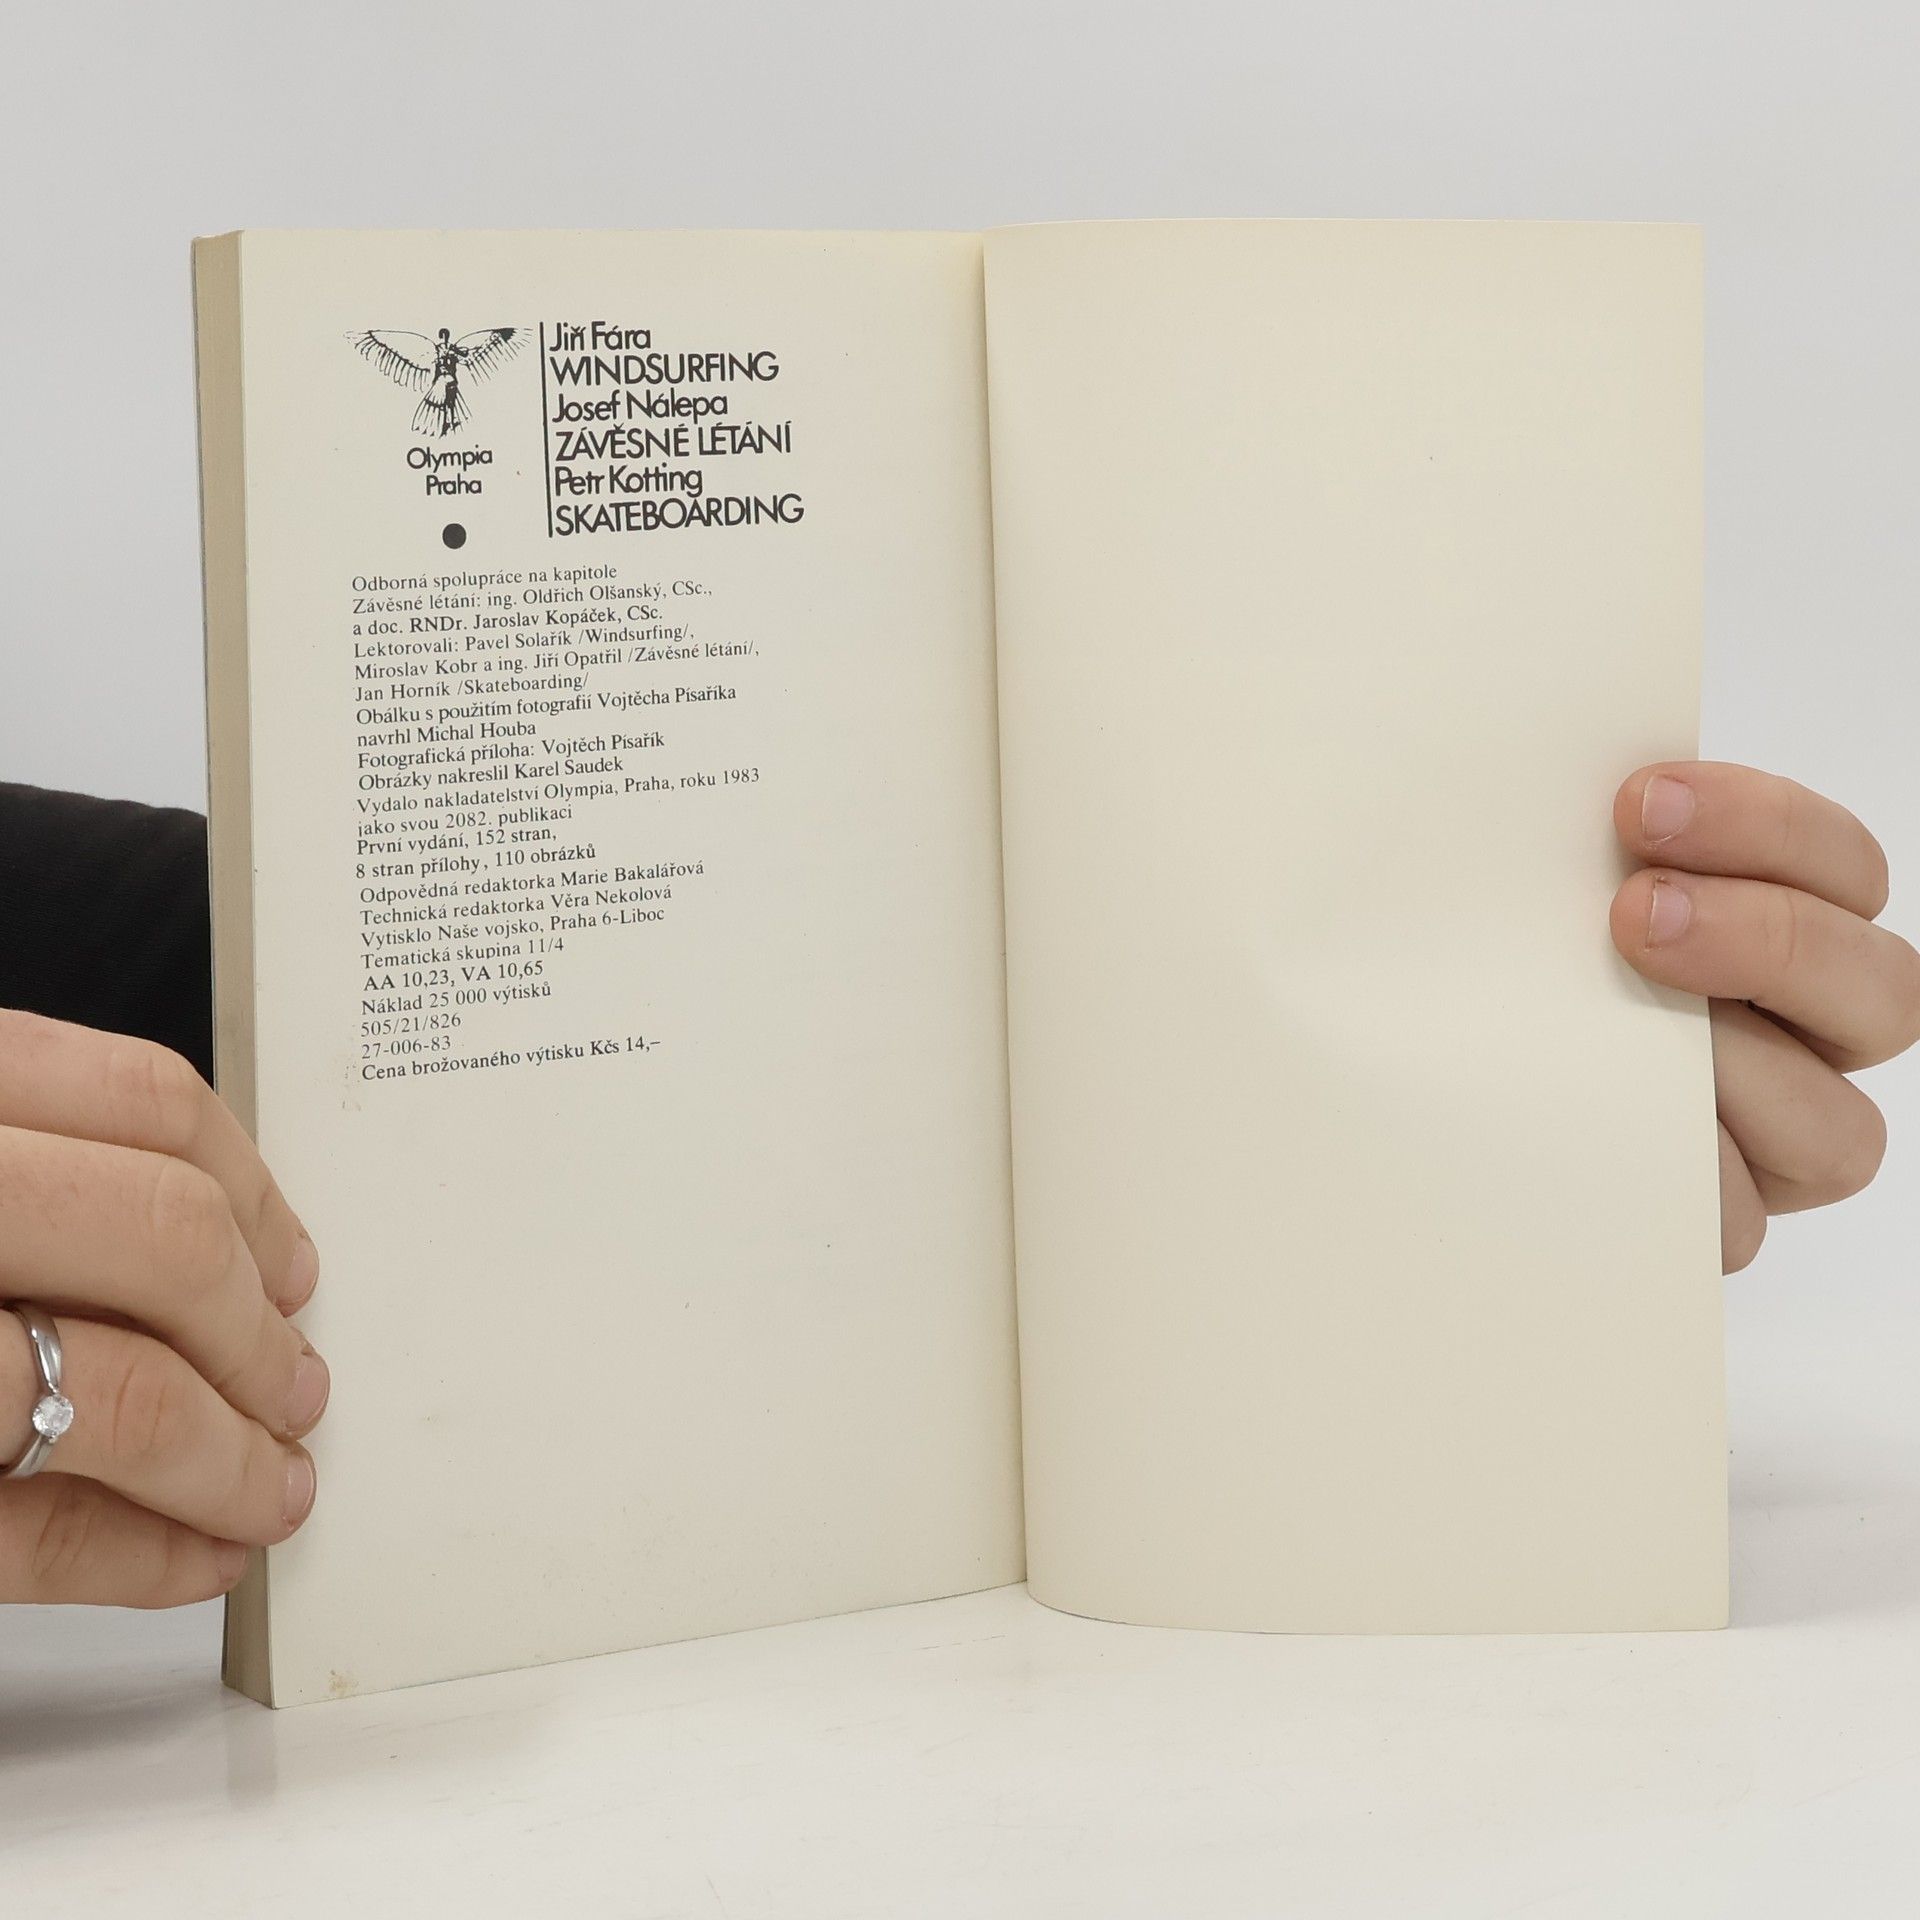 Olympia
Praha
Jiří Fára
WINDSURFING
Josef Nálepa
ZÁVĚSNÉ LÉTÁNÍ
Petr Kotting
SKATEBOARDING
Odborná spolupráce na kapitole
Závěsné létání: ing. Oldřich Olšanský, CSc.,
a doc. RNDr. Jaroslav Kopáček, CSc.
Lektorovali: Pavel Solařík /Windsurfing/,
Miroslav Kobr a ing. Jiří Opatřil /Závěsné létání/,
Jan Horník /Skateboarding/
Obálku s použitím fotografií Vojtěcha Písaříka
navrhl Michal Houba
Fotografická příloha: Vojtěch Písařík
Obrázky nakreslil Karel Saudek
Vydalo nakladatelství Olympia, Praha, roku 1983
jako svou 2082. publikaci
První vydání, 152 stran,
8 stran přílohy, 110 obrázků
Odpovědná redaktorka Marie Bakalářová
Technická redaktorka Věra Nekolová
Vytisklo Naše vojsko, Praha 6-Liboc
Tematická skupina 11/4
AA 10,23, VA 10,65
Náklad 25 000 výtisků
505/21/826
27-006-83
Cena brožovaného výtisku Kčs 14,–